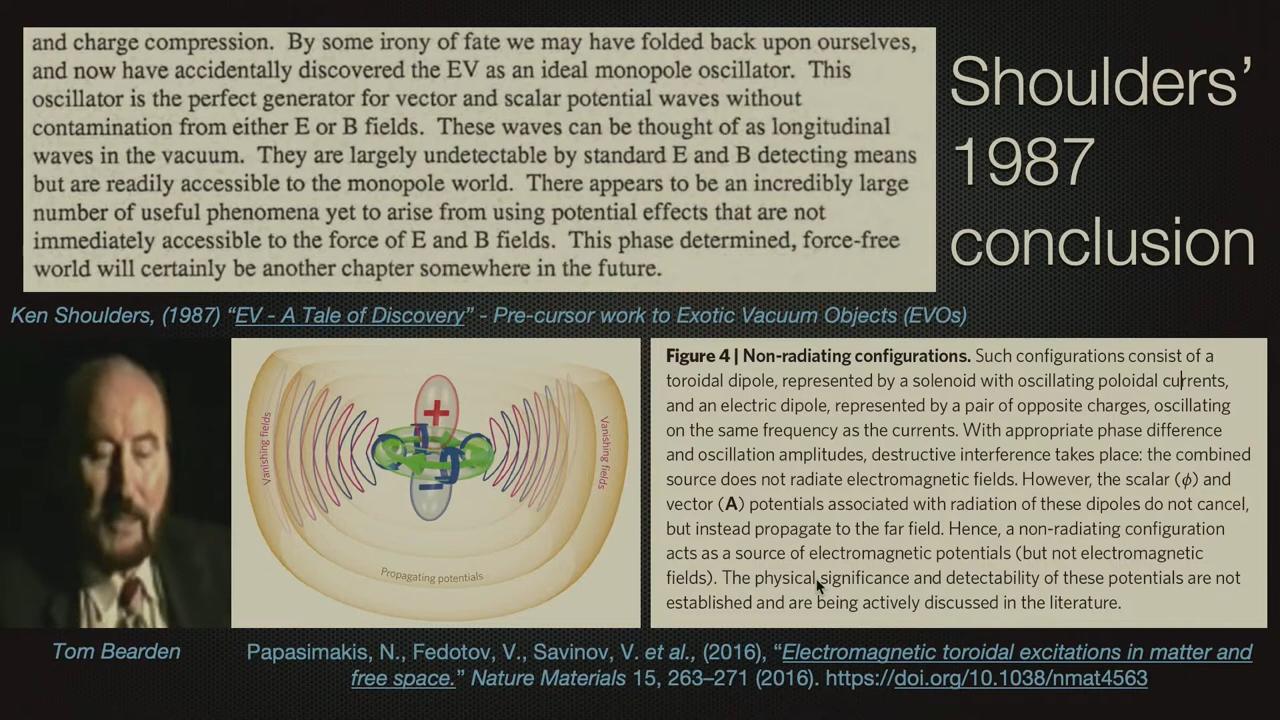 and charge compression. By some irony of fate we may have folded back upon ourselves,
and now have accidentally discovered the EV as an ideal monopole oscillator. This
oscillator is the perfect generator for vector and scalar potential waves without
contamination from either E or B fields. These waves can be thought of as longitudinal
waves in the vacuum. They are largely undetectable by standard E and B detecting means
but are readily accessible to the monopole world. There appears to be an incredibly large
number of useful phenomena yet to arise from using potential effects that are not
immediately accessible to the force of E and B fields. This phase determined, force-free
world will certainly be another chapter somewhere in the future.
Shoulders’
1987
conclusion
Ken Shoulders, (1987) “EV - A Tale of Discovery” - Pre-cursor work to Exotic Vacuum Objects (EVOs)
Vanishing fields
+
−
Vanishing fields
Propagating potentials
Figure 4 | Non-radiating configurations. Such configurations consist of a
toroidal dipole, represented by a solenoid with oscillating poloidal currents,
and an electric dipole, represented by a pair of opposite charges, oscillating
on the same frequency as the currents. With appropriate phase difference
and oscillation amplitudes, destructive interference takes place: the combined
source does not radiate electromagnetic fields. However, the scalar (ϕ) and
vector (A) potentials associated with radiation of these dipoles do not cancel,
but instead propagate to the far field. Hence, a non-radiating configuration
acts as a source of electromagnetic potentials (but not electromagnetic
fields). The physical significance and detectability of these potentials are not
established and are being actively discussed in the literature.
Tom Bearden
Papasimakis, N., Fedotov, V., Savinov, V. et al., (2016), “Electromagnetic toroidal excitations in matter and
free space.” Nature Materials 15, 263–271 (2016). https://doi.org/10.1038/nmat4563